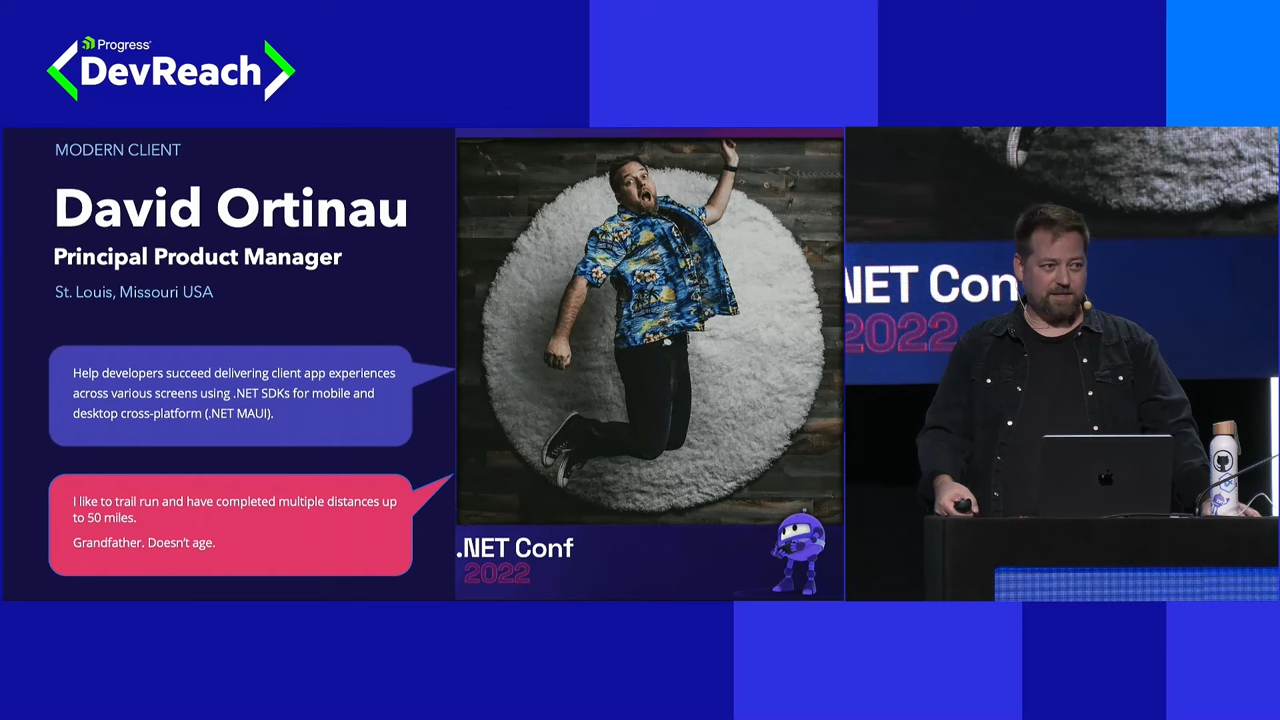 Progress
DevReach
MODERN CLIENT
David Ortinau
Principal Product Manager
St. Louis, Missouri USA
Help developers succeed delivering client app experiences
across various screens using .NET SDKs for mobile and
desktop cross-platform (.NET MAUI).
I like to trail run and have completed multiple distances up
to 50 miles.
Grandfather. Doesn't age.
.NET Conf
2022
NET Con
2022